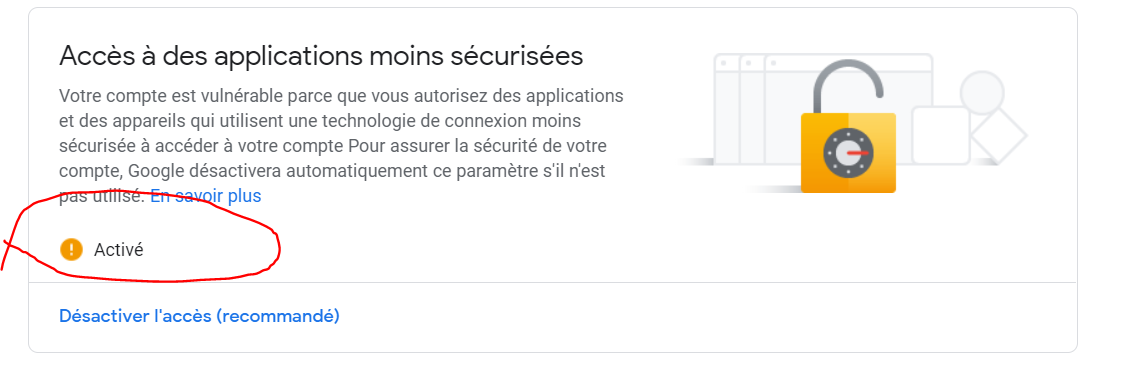 Accès à des applications moins sécurisées
Votre compte est vulnérable parce que vous autorisez des applications
et des appareils qui utilisent une technologie de connexion moins
sécurisée à accéder à votre compte Pour assurer la sécurité de votre
compte, Google désactivera automatiquement ce paramètre s'il n'est
pas utilisé. En savoir plus
Activé
Désactiver l'accès (recommandé)